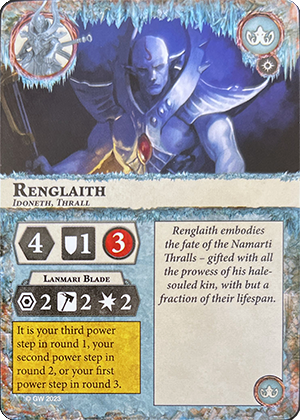 RENGLAITH
IDONETH, THRALL
4
1
3
LANMARI BLADE
2 2 2
It is your third power
step in round 1, your
second power step in
round 2, or your first
power step in round 3.
Renglaith embodies
the fate of the Namarti
Thralls – gifted with all
the prowess of his hale-
souled kin, with but a
fraction of their lifespan.
© GW 2023